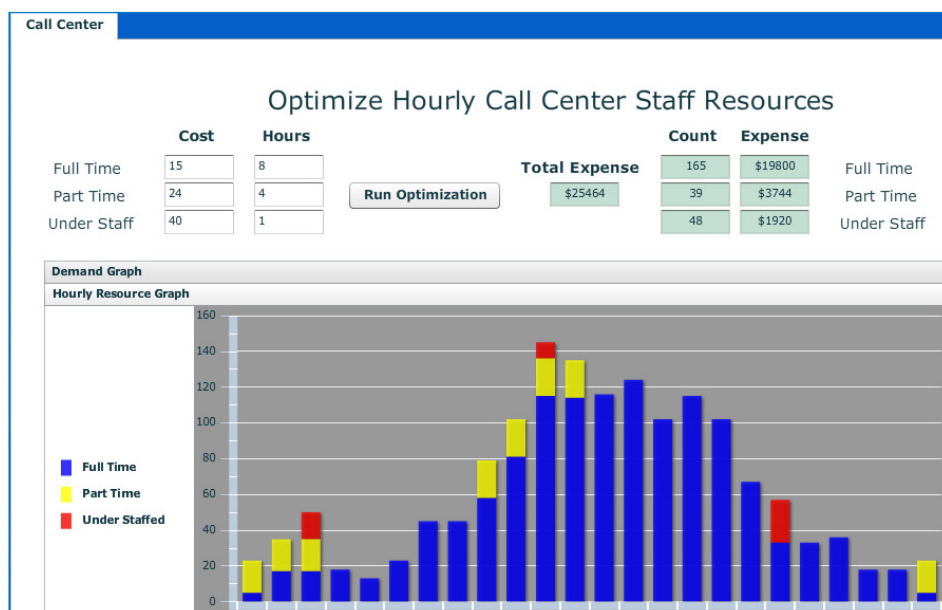 Call Center
Optimize Hourly Call Center Staff Resources
Cost Hours Count Expense
Full Time 15 8 Total Expense 165 $19800 Full Time
Part Time 24 4 Run Optimization $25464 39 $3744 Part Time
Under Staff 40 1 48 $1920 Under Staff
Demand Graph
Hourly Resource Graph
160
140
120
100
80
60
40
20
0
Full Time
Part Time
Under Staffed